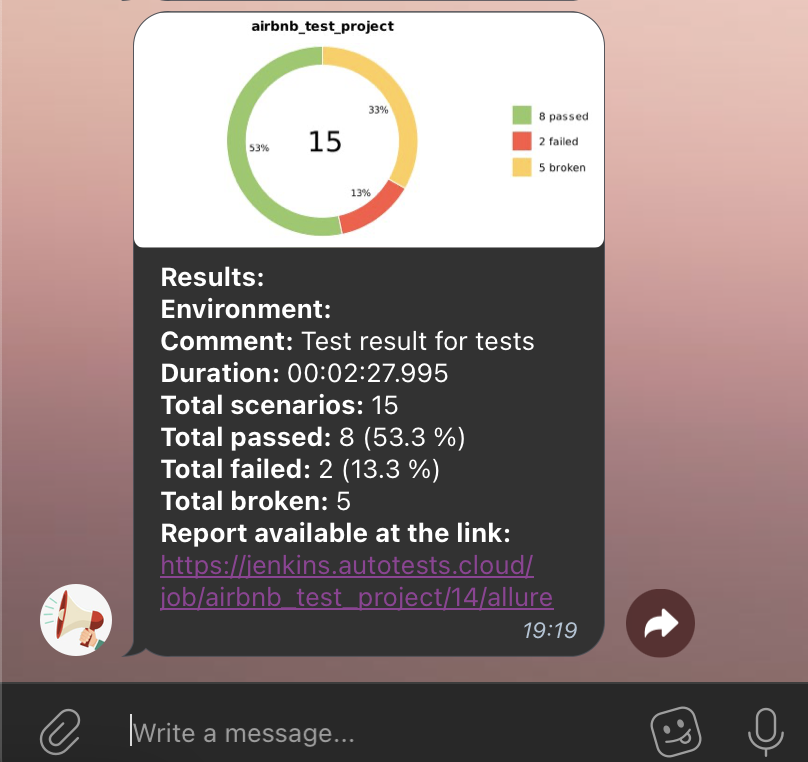 airbnb_test_project
33%
53%
15
13%
8 passed
2 failed
5 broken
Results:
Environment:
Comment: Test result for tests
Duration: 00:02:27.995
Total scenarios: 15
Total passed: 8 (53.3 %)
Total failed: 2 (13.3 %)
Total broken: 5
Report available at the link:
https://jenkins.autotests.cloud/
job/airbnb_test_project/14/allure
19:19
Write a message...